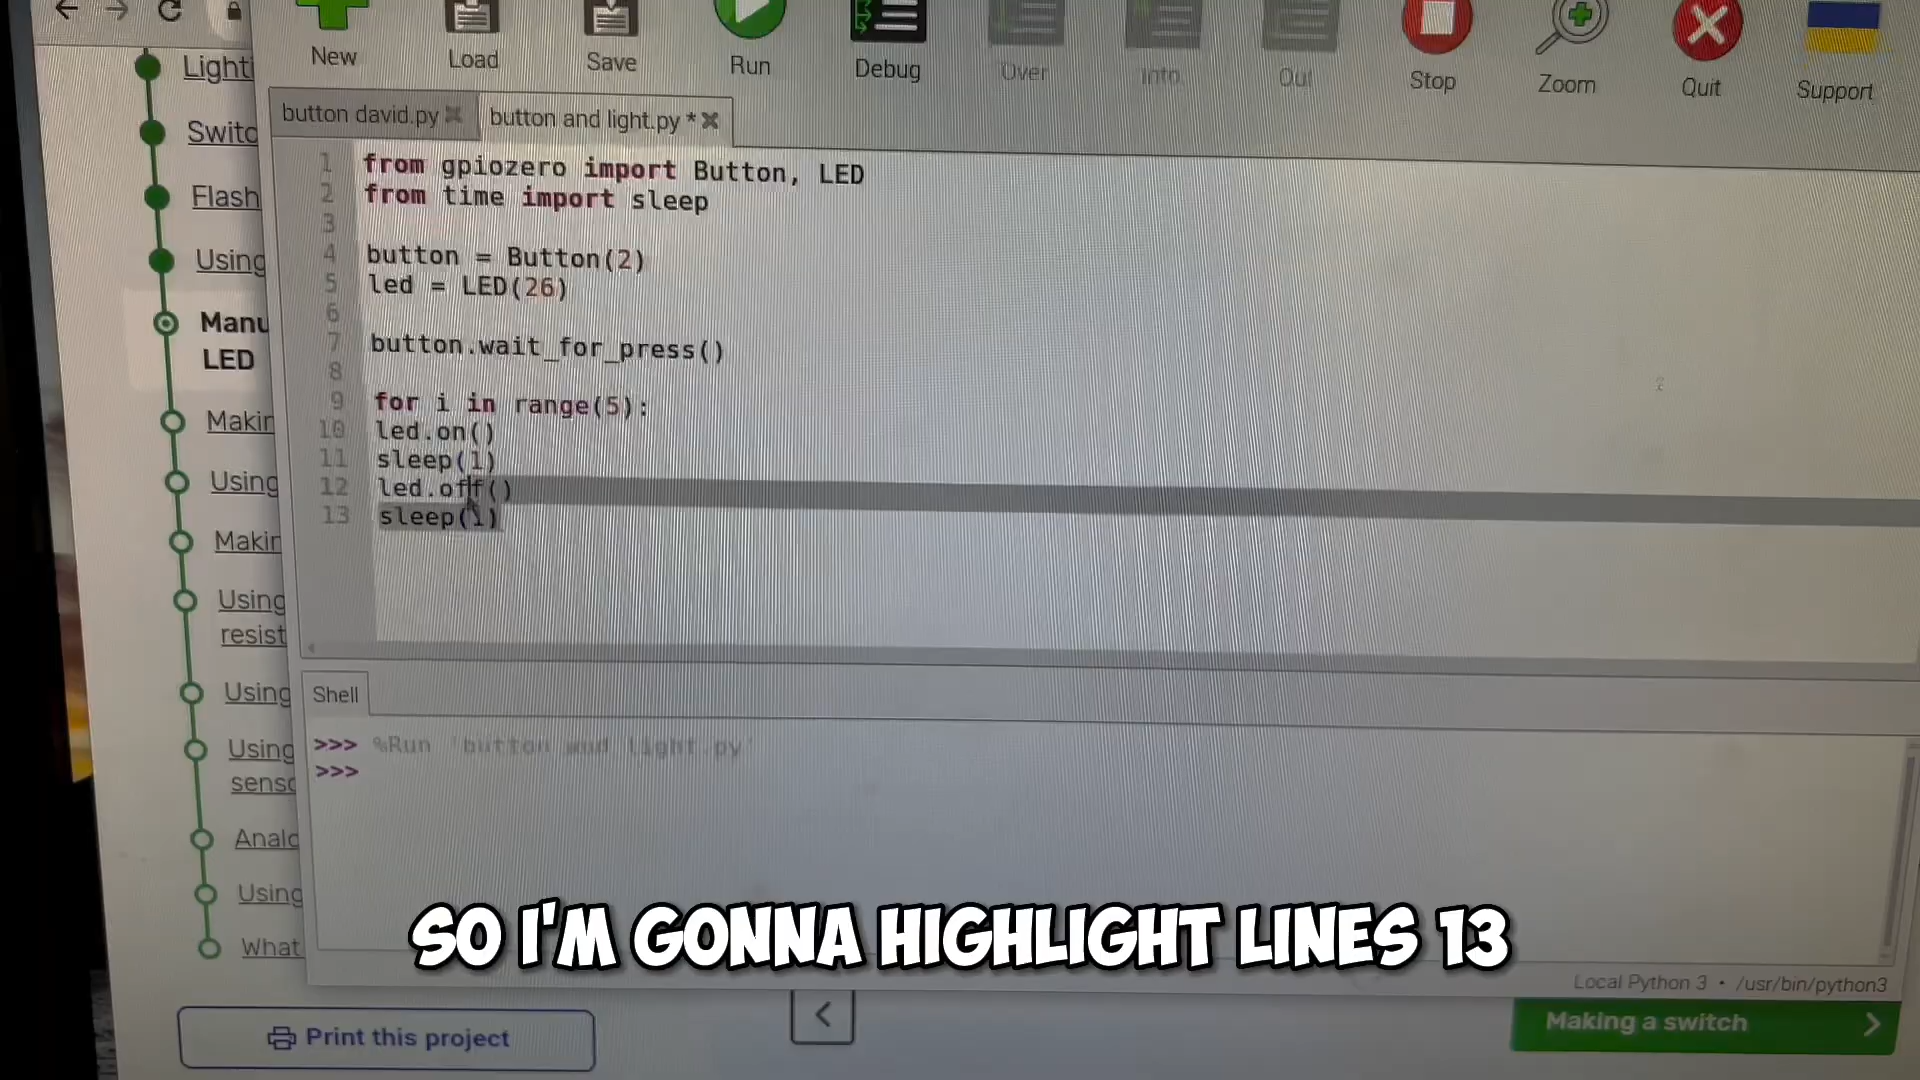 New
Load
Save
Run
Debug
Over
Into
Out
Stop
Zoom
Quit
Support
button david.py
button and light.py *
Lighti
Switc
Flash
Using
Manu
LED
Makin
Using
Makin
Using
resist
Using
Using
senso
Analo
Using
What
1 from gpiozero import Button, LED
2 from time import sleep
3
4 button = Button(2)
5 led = LED(26)
6
7 button.wait_for_press()
8
9 for i in range(5):
10 led.on()
11 sleep(1)
12 led.off()
13 sleep(1)
Shell
>>> %Run 'button and light.py'
>>>
SO I'M GONNA HIGHLIGHT LINES 13
Local Python 3 • /usr/bin/python3
Print this project
Making a switch